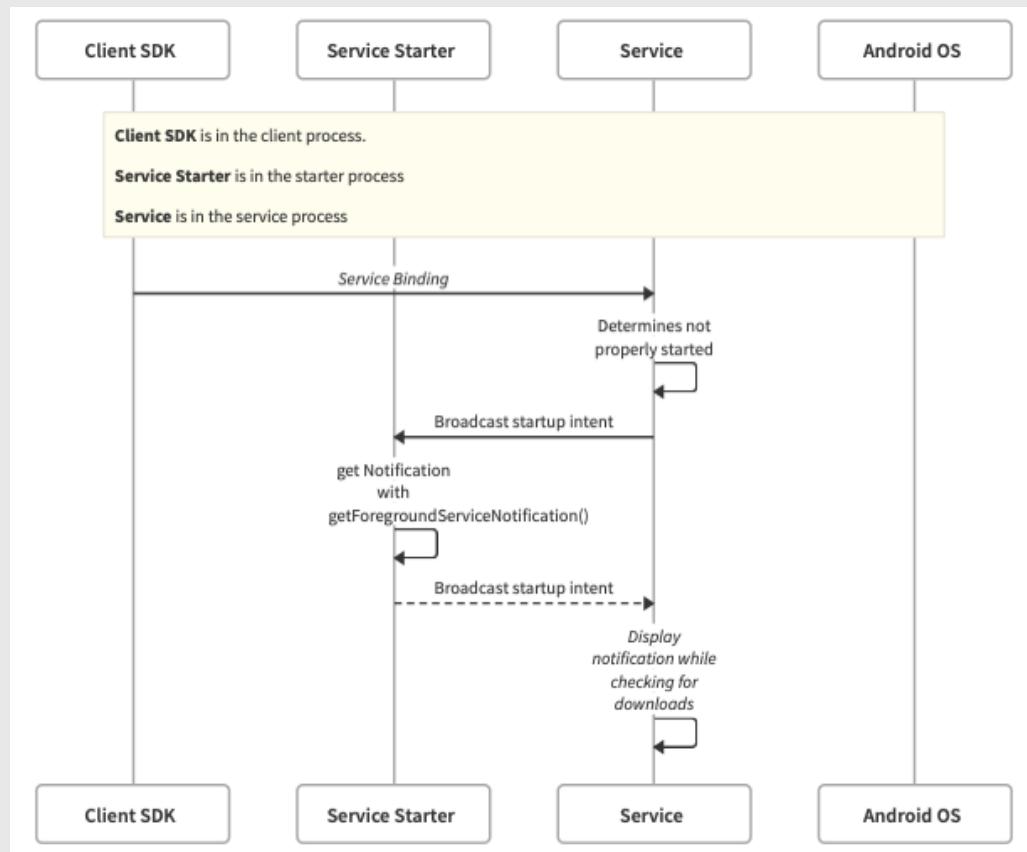 Client SDK
Service Starter
Service
Android OS
Client SDK is in the client process.
Service Starter is in the starter process
Service is in the service process
Service Binding
Determines not
properly started
Broadcast startup intent
get Notification
with
getForegroundServiceNotification()
Broadcast startup intent
Display
notification while
checking for
downloads
Client SDK
Service Starter
Service
Android OS